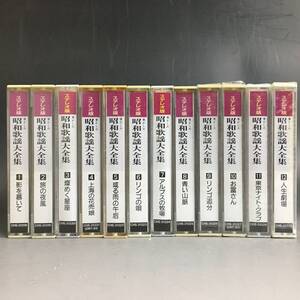 ステレオ版
昭和歌謡大全集
1 影を慕いて
ステレオ版
昭和歌謡大全集
2 旅の夜風
ステレオ版
昭和歌謡大全集
3 煌めく星座
ステレオ版
昭和歌謡大全集
4 上海の花売娘
ステレオ版
昭和歌謡大全集
5 或る雨の午后
ステレオ版
昭和歌謡大全集
6 リンゴの唄
ステレオ版
昭和歌謡大全集
7 アルプスの牧場
ステレオ版
昭和歌謡大全集
8 青い山脈
ステレオ版
昭和歌謡大全集
9 リンゴ追分
ステレオ版
昭和歌謡大全集
10 お富さん
ステレオ版
昭和歌謡大全集
11 東京ナイト・クラブ
ステレオ版
昭和歌謡大全集
12 人生劇場